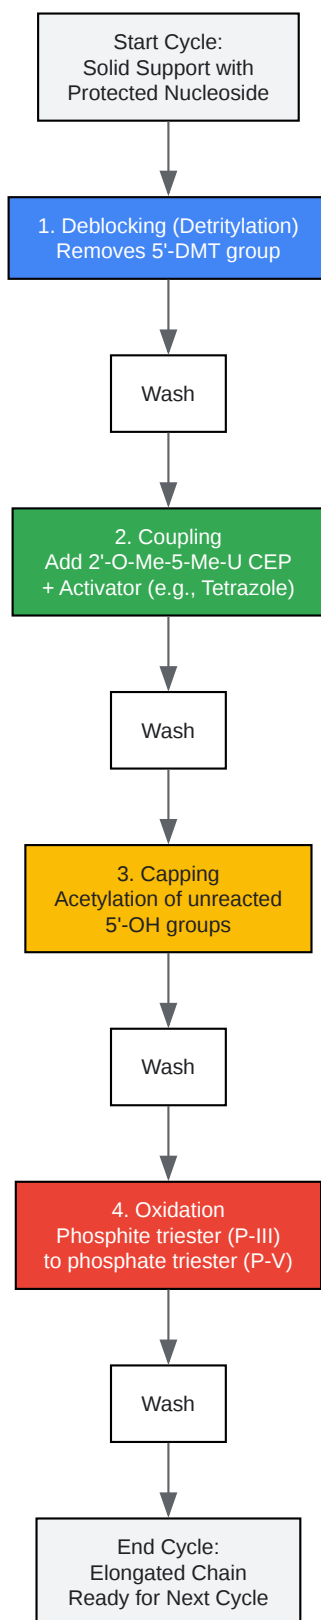 Start Cycle:
Solid Support with
Protected Nucleoside
1. Deblocking (Detritylation)
Removes 5'-DMT group
Wash
2. Coupling
Add 2'-O-Me-5-Me-U CEP
+ Activator (e.g., Tetrazole)
Wash
3. Capping
Acetylation of unreacted
5'-OH groups
Wash
4. Oxidation
Phosphite triester (P-III)
to phosphate triester (P-V)
Wash
End Cycle:
Elongated Chain
Ready for Next Cycle